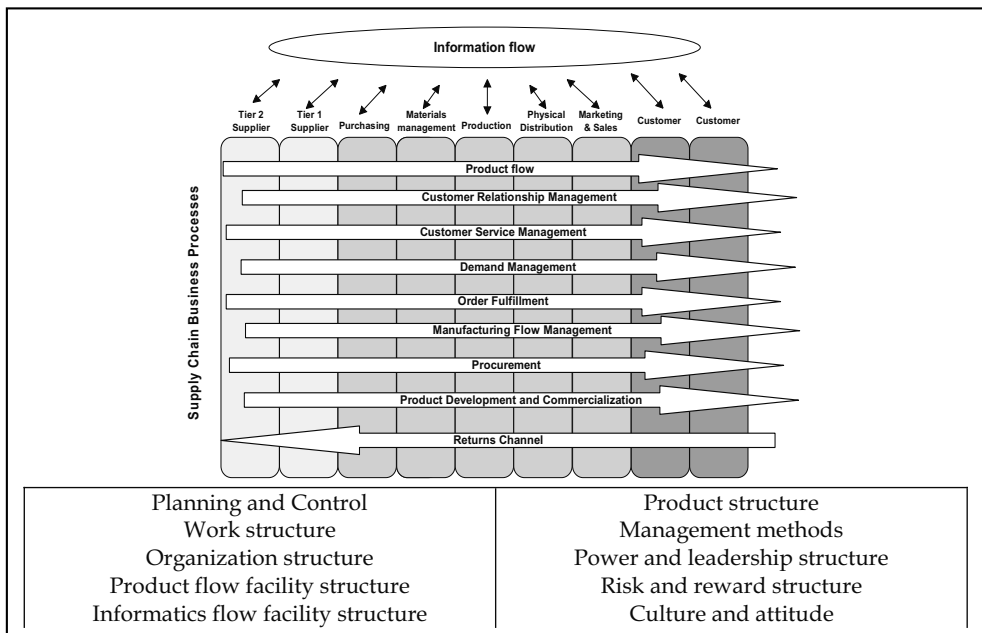 Information flow
Tier 2
Supplier
Tier 1
Supplier
Purchasing
Materials
management
Production
Physical
Distribution
Marketing
& Sales
Customer
Customer
Supply Chain Business Processes
Product flow
Customer Relationship Management
Customer Service Management
Demand Management
Order Fulfillment
Manufacturing Flow Management
Procurement
Product Development and Commercialization
Returns Channel
Planning and Control
Work structure
Organization structure
Product flow facility structure
Informatics flow facility structure
Product structure
Management methods
Power and leadership structure
Risk and reward structure
Culture and attitude